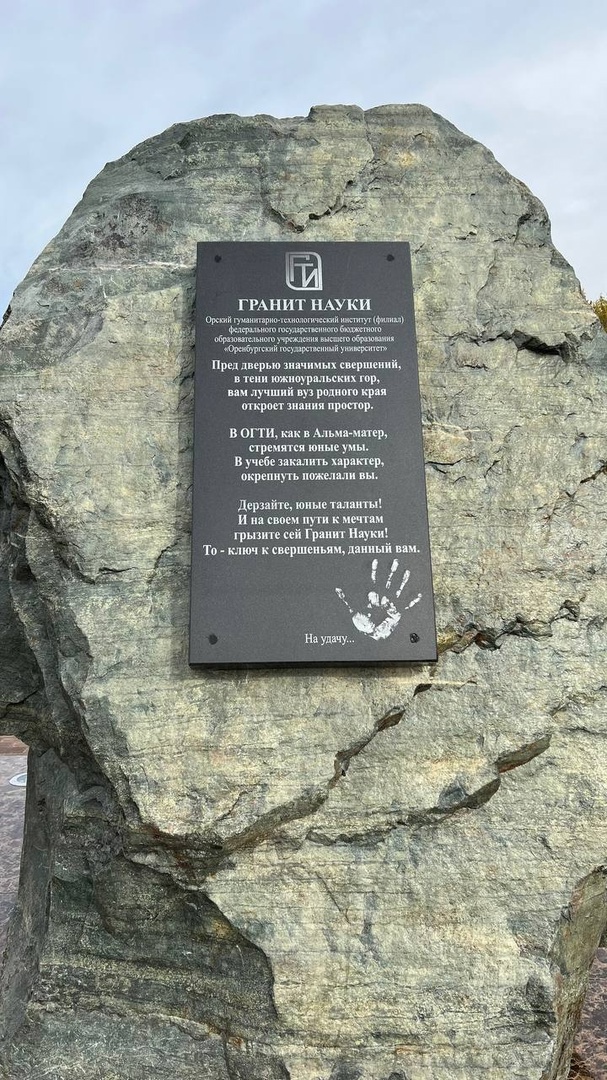 ГТИ
ГРАНИТ НАУКИ
Орский гуманитарно-технологический институт (филиал)
федерального государственного бюджетного
образовательного учреждения высшего образования
«Оренбургский государственный университет»
Пред дверью значимых свершений,
в тени южноуральских гор,
вам лучший вуз родного края
откроет знания простор.
В ОГТИ, как в Альма-матер,
стремятся юные умы.
В учебе закалить характер,
окрепнуть пожелали вы.
Дерзайте, юные таланты!
И на своем пути к мечтам
грызите сей Гранит Науки!
То - ключ к свершеньям, данный вам.
На удачу...